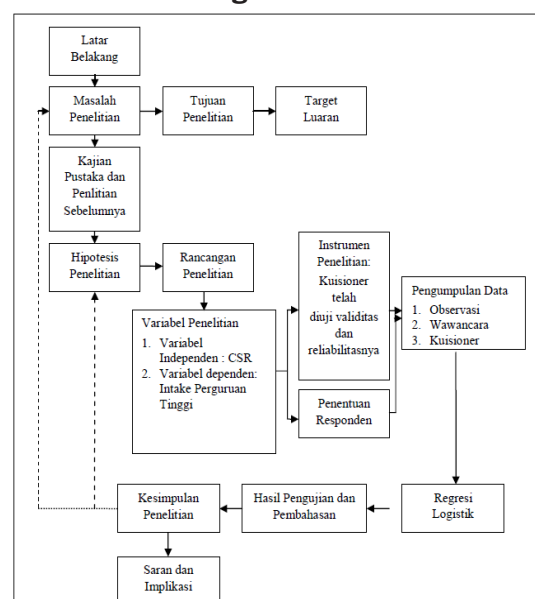 Latar
Belakang
Masalah
Penelitian
Tujuan
Penelitian
Target
Luaran
Kajian
Pustaka dan
Penlitian
Sebelumnya
Hipotesis
Penelitian
Rancangan
Penelitian
Variabel Penelitian
1. Variabel
Independen : CSR
2. Variabel dependen:
Intake Perguruan
Tinggi
Instrumen
Penelitian:
Kuisioner
telah
diuji validitas
dan
reliabilitasnya
Penentuan
Responden
Pengumpulan Data
1. Observasi
2. Wawancara
3. Kuisioner
Regresi
Logistik
Hasil Pengujian dan
Pembahasan
Kesimpulan
Penelitian
Saran dan
Implikasi